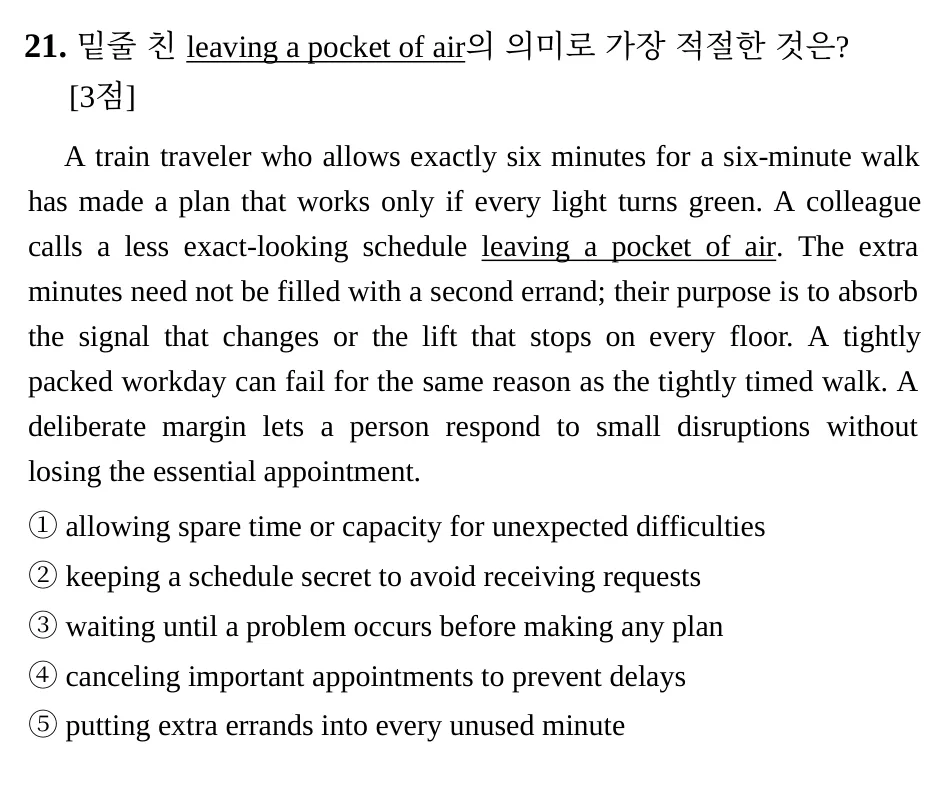 21. 밑줄 친 leaving a pocket of air의 의미로 가장 적절한 것은?
[3점]
A train traveler who allows exactly six minutes for a six-minute walk
has made a plan that works only if every light turns green. A colleague
calls a less exact-looking schedule leaving a pocket of air. The extra
minutes need not be filled with a second errand; their purpose is to absorb
the signal that changes or the lift that stops on every floor. A tightly
packed workday can fail for the same reason as the tightly timed walk. A
deliberate margin lets a person respond to small disruptions without
losing the essential appointment.
① allowing spare time or capacity for unexpected difficulties
② keeping a schedule secret to avoid receiving requests
③ waiting until a problem occurs before making any plan
④ canceling important appointments to prevent delays
⑤ putting extra errands into every unused minute